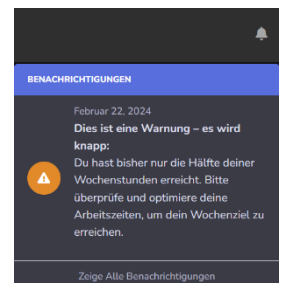 BENACHRICHTIGUNGEN
Februar 22, 2024
Dies ist eine Warnung – es wird
knapp:
Du hast bisher nur die Hälfte deiner
Wochenstunden erreicht. Bitte
überprüfe und optimiere deine
Arbeitszeiten, um dein Wochenziel zu
erreichen.
Zeige Alle Benachrichtigungen